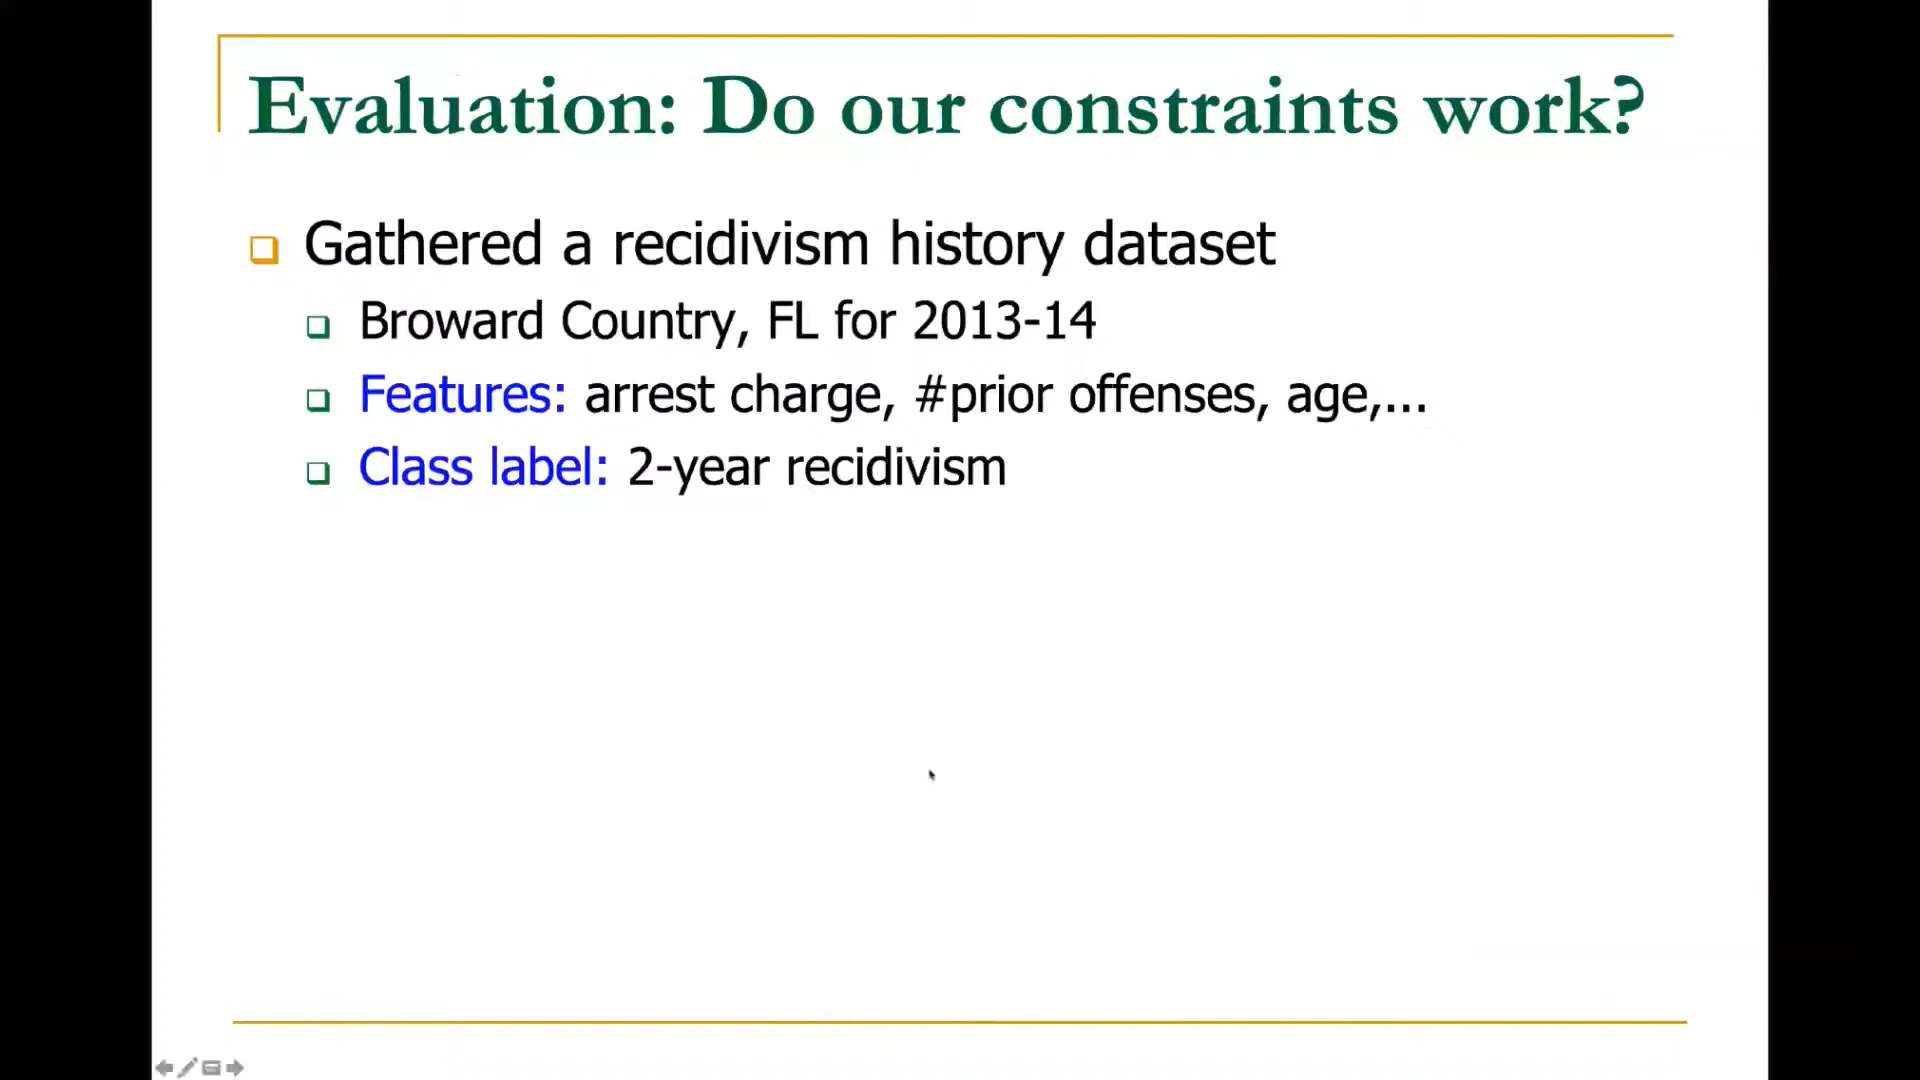 Evaluation: Do our constraints work?
Gathered a recidivism history dataset
Broward Country, FL for 2013-14
Features: arrest charge, #prior offenses, age,...
Class label: 2-year recidivism